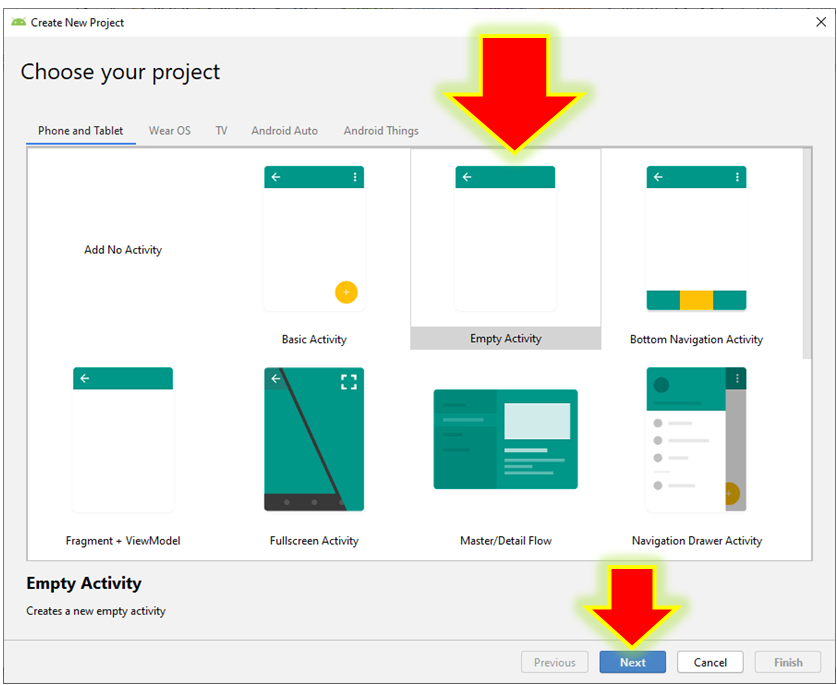 Create New Project
Choose your project
Phone and Tablet
Wear OS
TV
Android Auto
Android Things
Add No Activity
Basic Activity
Empty Activity
Bottom Navigation Activity
Fragment + ViewModel
Fullscreen Activity
Master/Detail Flow
Navigation Drawer Activity
Empty Activity
Creates a new empty activity
Previous
Next
Cancel
Finish